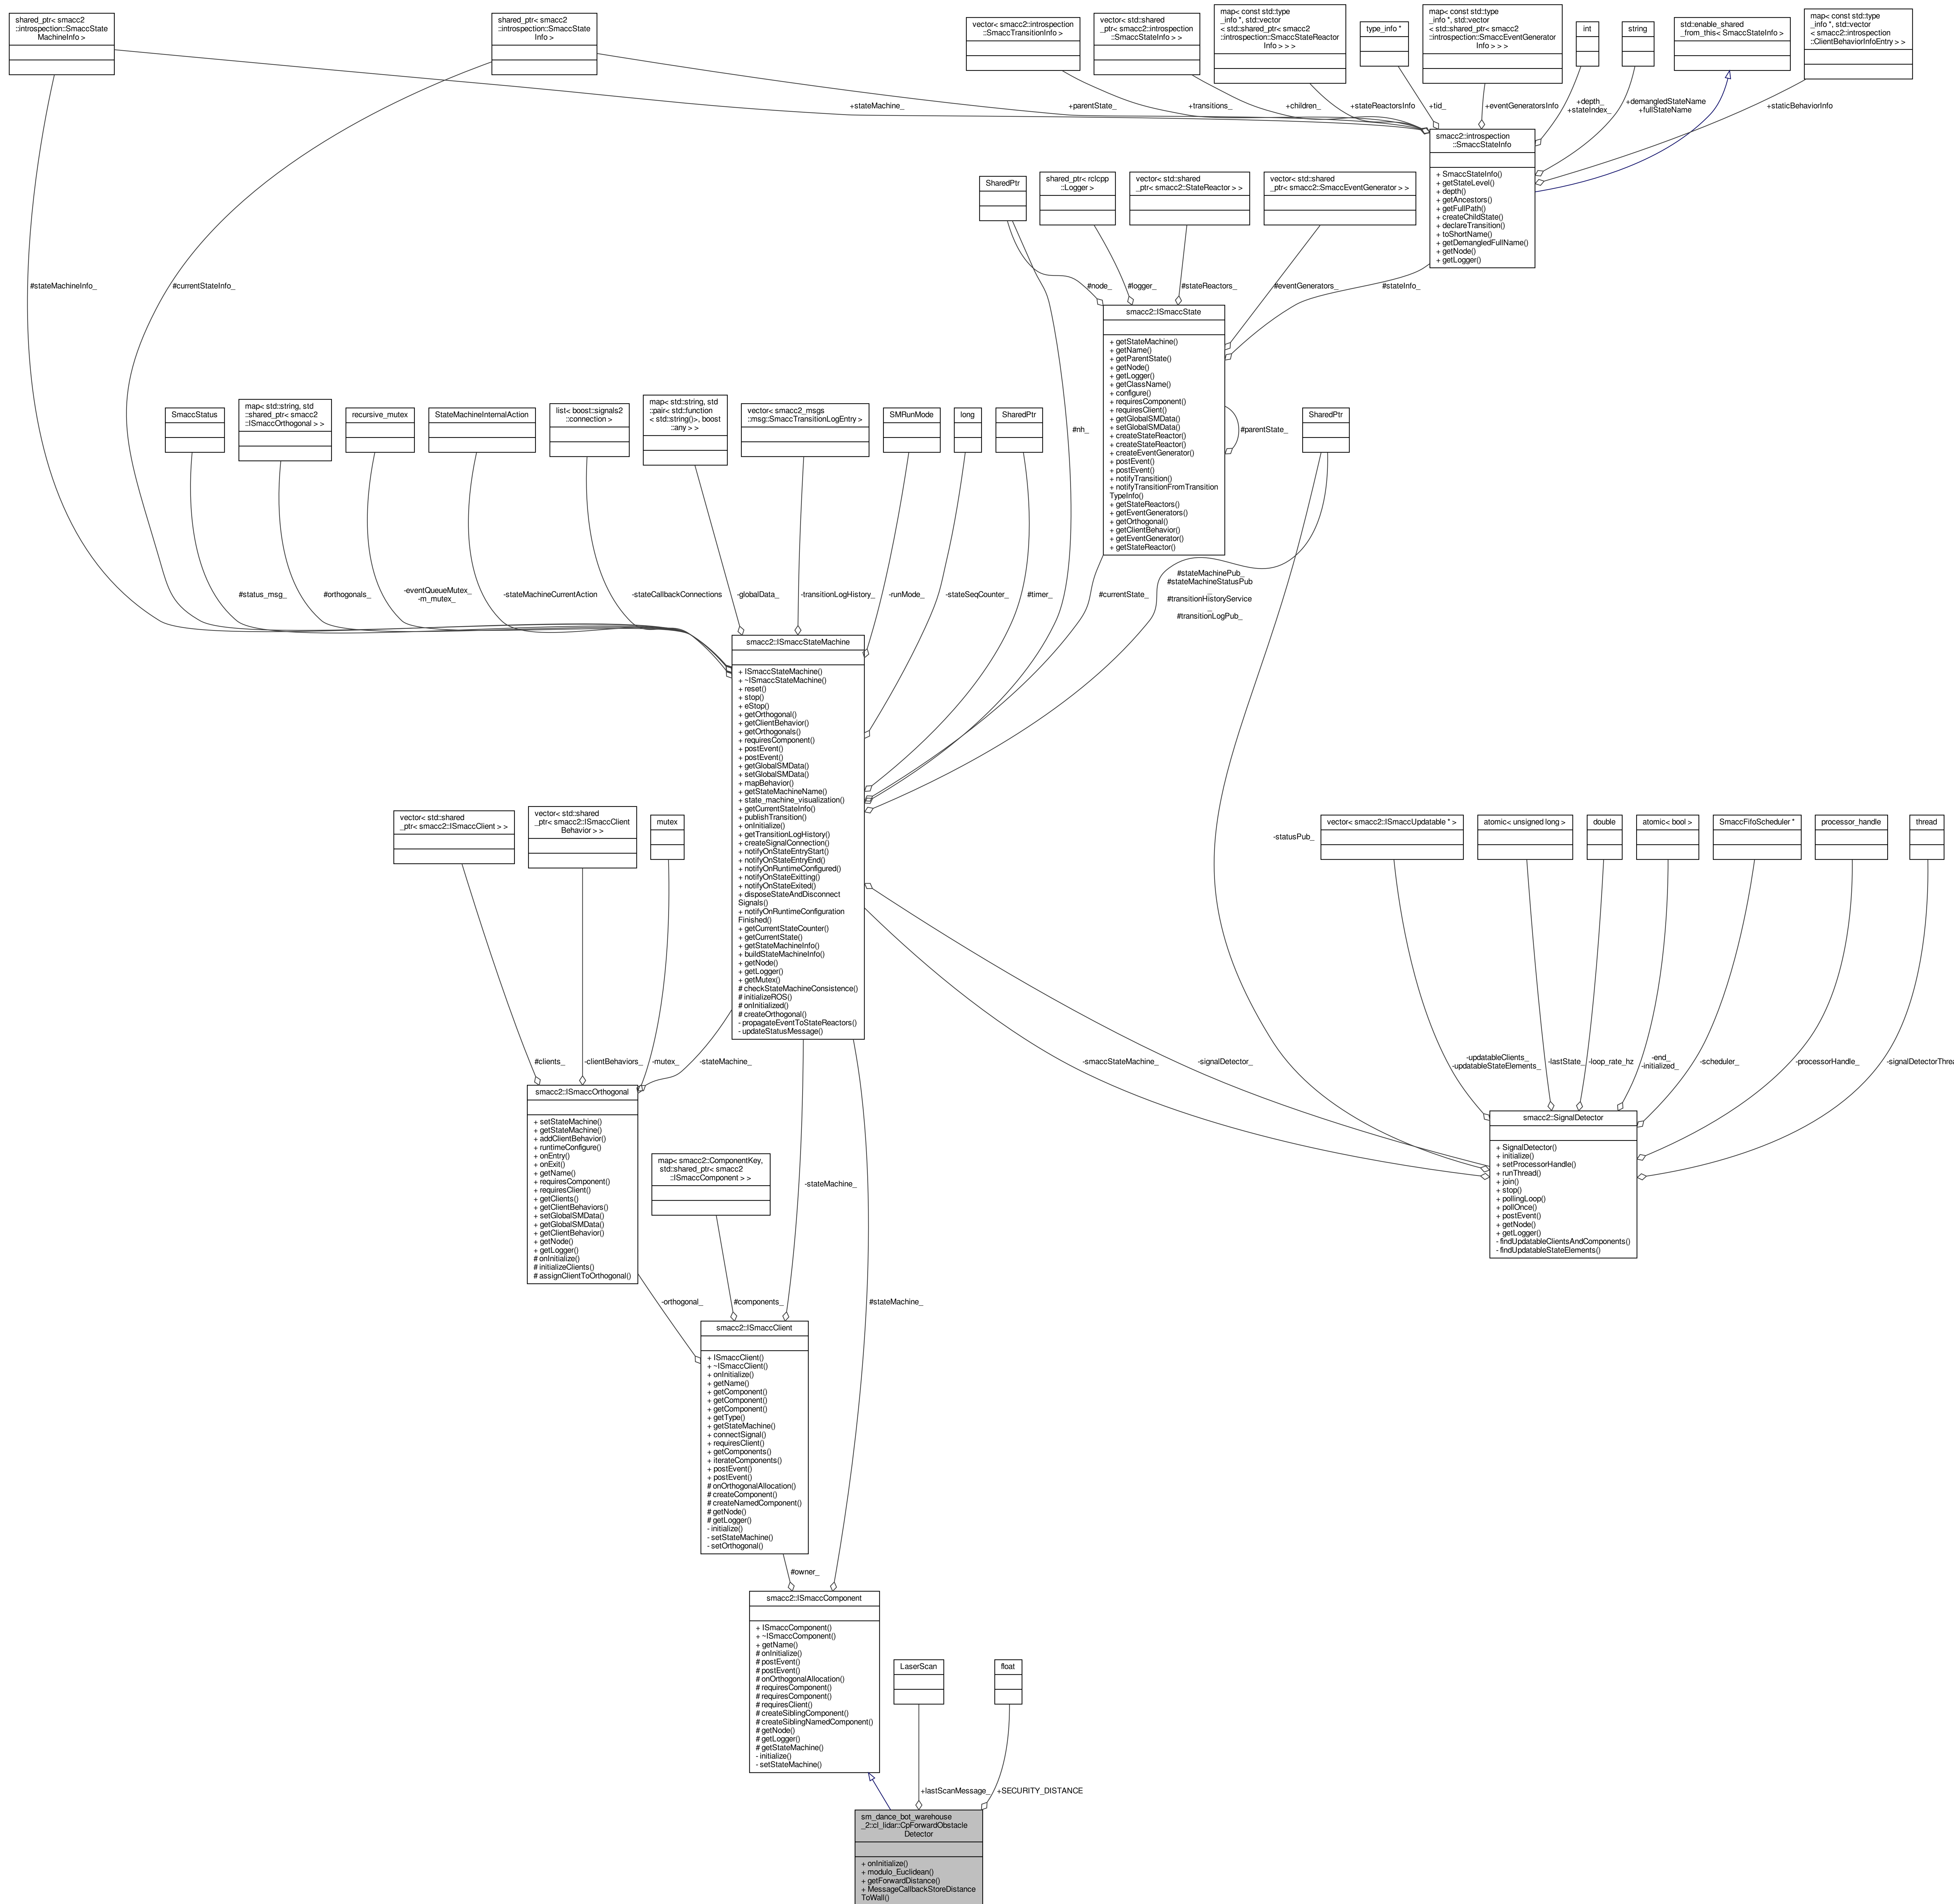 shared_ptr< smacc2
::introspection::SmaccState
MachineInfo >
shared_ptr< smacc2
::introspection::SmaccState
Info >
vector< smacc2::introspection
::SmaccTransitionInfo >
vector< std::shared
_ptr< smacc2::introspection
::SmaccStateInfo > >
map< const std::type
_info *, std::vector
< std::shared_ptr< smacc2
::introspection::SmaccStateReactor
Info > > >
type_info *
map< const std::type
_info *, std::vector
< std::shared_ptr< smacc2
::introspection::SmaccEventGenerator
Info > > >
int
string
std::enable_shared
_from_this< SmaccStateInfo >
map< const std::type
_info *, std::vector
< smacc2::introspection
::ClientBehaviorInfoEntry > >
+stateMachine_
+parentState_
+transitions_
+children_
+stateReactorsInfo
+tid_
+eventGeneratorsInfo
+depth_
+stateIndex_
+demangledStateName
+fullStateName
+staticBehaviorInfo
smacc2::introspection
::SmaccStateInfo
+ SmaccStateInfo()
+ getStateLevel()
+ depth()
+ getAncestors()
+ getFullPath()
+ createChildState()
+ declareTransition()
+ toShortName()
+ getDemangledFullName()
+ getNode()
+ getLogger()
SharedPtr
shared_ptr< rclcpp
::Logger >
vector< std::shared
_ptr< smacc2::StateReactor > >
vector< std::shared
_ptr< smacc2::SmaccEventGenerator > >
#stateMachineInfo_
#currentStateInfo_
#node_
#logger_
#stateReactors_
#eventGenerators_
#stateInfo_
smacc2::ISmaccState
+ getStateMachine()
+ getName()
+ getParentState()
+ getNode()
+ getLogger()
+ getClassName()
+ configure()
+ requiresComponent()
+ requiresClient()
+ getGlobalSMData()
+ setGlobalSMData()
+ createStateReactor()
+ createStateReactor()
+ createEventGenerator()
+ postEvent()
+ postEvent()
+ notifyTransition()
+ notifyTransitionFromTransition
TypeInfo()
+ getStateReactors()
+ getEventGenerators()
+ getOrthogonal()
+ getClientBehavior()
+ getEventGenerator()
+ getStateReactor()
#parentState_
#nh_
SmaccStatus
map< std::string, std
::shared_ptr< smacc2
::ISmaccOrthogonal > >
recursive_mutex
StateMachineInternalAction
list< boost::signals2
::connection >
map< std::string, std
::pair< std::function
< std::string()>, boost
::any > >
vector< smacc2_msgs
::msg::SmaccTransitionLogEntry >
SMRunMode
long
SharedPtr
SharedPtr
#status_msg_
#orthogonals_
-eventQueueMutex_
-m_mutex_
-stateMachineCurrentAction
-stateCallbackConnections
-globalData_
-transitionLogHistory_
-runMode_
-stateSeqCounter_
#timer_
#currentState_
#stateMachinePub_
#stateMachineStatusPub
_
#transitionHistoryService
_
#transitionLogPub_
smacc2::ISmaccStateMachine
+ ISmaccStateMachine()
+ ~ISmaccStateMachine()
+ reset()
+ stop()
+ eStop()
+ getOrthogonal()
+ getClientBehavior()
+ getOrthogonals()
+ requiresComponent()
+ postEvent()
+ postEvent()
+ getGlobalSMData()
+ setGlobalSMData()
+ mapBehavior()
+ getStateMachineName()
+ state_machine_visualization()
+ getCurrentStateInfo()
+ publishTransition()
+ onInitialize()
+ getTransitionLogHistory()
+ createSignalConnection()
+ notifyOnStateEntryStart()
+ notifyOnStateEntryEnd()
+ notifyOnRuntimeConfigured()
+ notifyOnStateExitting()
+ notifyOnStateExited()
+ disposeStateAndDisconnect
Signals()
+ notifyOnRuntimeConfiguration
Finished()
+ getCurrentStateCounter()
+ getCurrentState()
+ getStateMachineInfo()
+ buildStateMachineInfo()
+ getNode()
+ getLogger()
+ getMutex()
# checkStateMachineConsistence()
# initializeROS()
# onInitialized()
# createOrthogonal()
- propagateEventToStateReactors()
- updateStatusMessage()
vector< std::shared
_ptr< smacc2::ISmaccClient > >
vector< std::shared
_ptr< smacc2::ISmaccClient
Behavior > >
mutex
-statusPub_
vector< smacc2::ISmaccUpdatable * >
atomic< unsigned long >
double
atomic< bool >
SmaccFifoScheduler *
processor_handle
thread
#clients_
-clientBehaviors_
-mutex_
-stateMachine_
-smaccStateMachine_
-signalDetector_
-updatableClients_
-updatableStateElements_
-lastState_
-loop_rate_hz
-end_
-initialized_
-scheduler_
-processorHandle_
-signalDetectorThrea
smacc2::ISmaccOrthogonal
+ setStateMachine()
+ getStateMachine()
+ addClientBehavior()
+ runtimeConfigure()
+ onEntry()
+ onExit()
+ getName()
+ requiresComponent()
+ requiresClient()
+ getClients()
+ getClientBehaviors()
+ setGlobalSMData()
+ getGlobalSMData()
+ getClientBehavior()
+ getNode()
+ getLogger()
# onInitialize()
# initializeClients()
# assignClientToOrthogonal()
smacc2::SignalDetector
+ SignalDetector()
+ initialize()
+ setProcessorHandle()
+ runThread()
+ join()
+ stop()
+ pollingLoop()
+ pollOnce()
+ postEvent()
+ getNode()
+ getLogger()
- findUpdatableClientsAndComponents()
- findUpdatableStateElements()
map< smacc2::ComponentKey,
std::shared_ptr< smacc2
::ISmaccComponent > >
-stateMachine_
-orthogonal_
#components_
#stateMachine_
smacc2::ISmaccClient
+ ISmaccClient()
+ ~ISmaccClient()
+ onInitialize()
+ getName()
+ getComponent()
+ getComponent()
+ getComponent()
+ getType()
+ getStateMachine()
+ connectSignal()
+ requiresClient()
+ getComponents()
+ iterateComponents()
+ postEvent()
+ postEvent()
# onOrthogonalAllocation()
# createComponent()
# createNamedComponent()
# getNode()
# getLogger()
- initialize()
- setStateMachine()
- setOrthogonal()
#owner_
smacc2::ISmaccComponent
+ ISmaccComponent()
+ ~ISmaccComponent()
+ getName()
# onInitialize()
# postEvent()
# postEvent()
# onOrthogonalAllocation()
# requiresComponent()
# requiresComponent()
# requiresClient()
# createSiblingComponent()
# createSiblingNamedComponent()
# getNode()
# getLogger()
# getStateMachine()
- initialize()
- setStateMachine()
LaserScan
float
+lastScanMessage_
+SECURITY_DISTANCE
sm_dance_bot_warehouse
_2::cl_lidar::CpForwardObstacle
Detector
+ onInitialize()
+ modulo_Euclidean()
+ getForwardDistance()
+ MessageCallbackStoreDistance
ToWall()